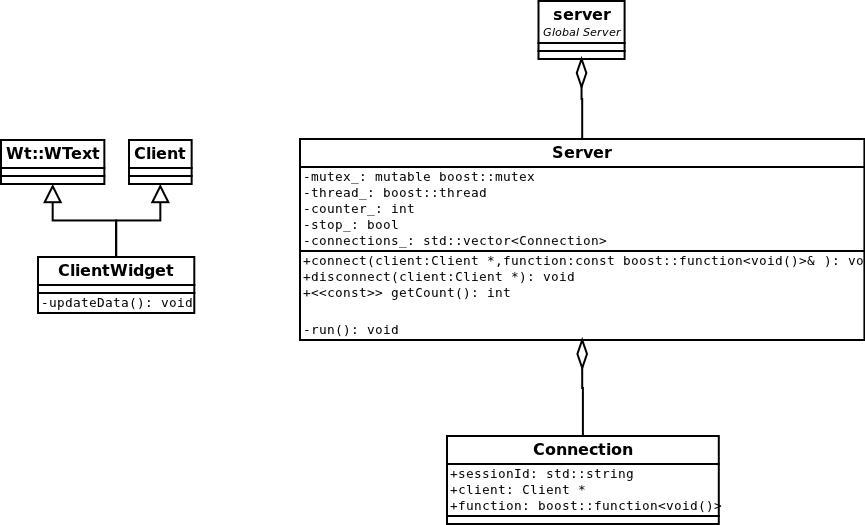 server
Global Server
Wt::WText
Client
ClientWidget
-updateData(): void
Server
-mutex_: mutable boost::mutex
-thread_: boost::thread
-counter_: int
-stop_: bool
-connections_: std::vector<Connection>
+connect(client:Client *,function:const boost::function<void()>& ): vo
+disconnect(client:Client *): void
+<<const>> getCount(): int
-run(): void
Connection
+sessionId: std::string
+client: Client *
+function: boost::function<void()>